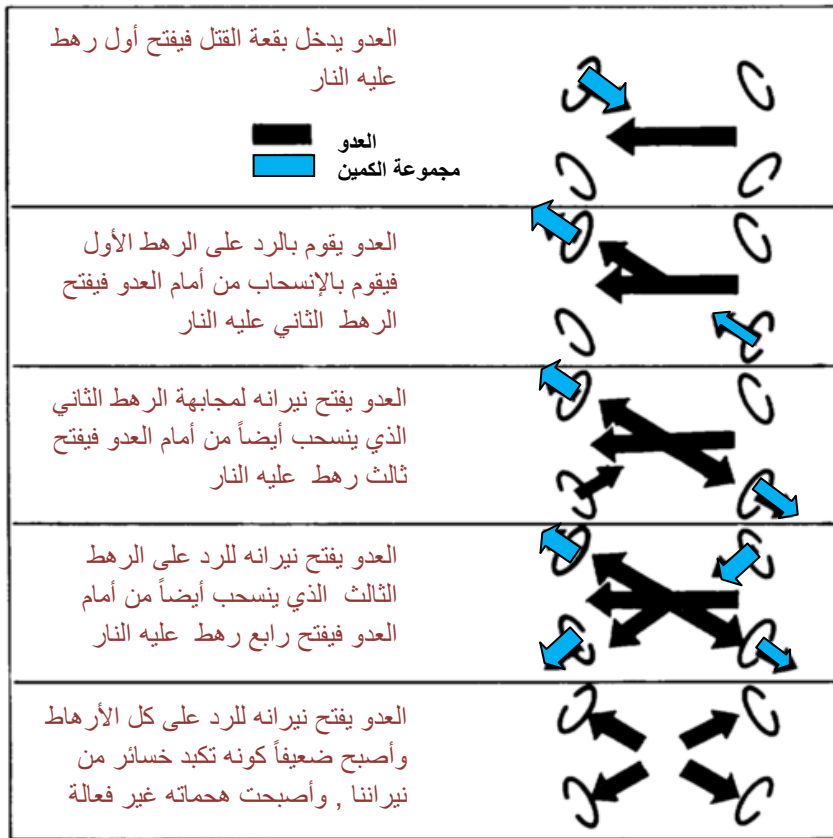 العدو يدخل بقعة القتل فيفتح أول رهط
عليه النار
العدو
مجموعة الكمين
العدو يقوم بالرد على الرهط الأول
فيقوم بالإنسحاب من أمام العدو فيفتح
الرهط الثاني عليه النار
العدو يفتح نيرانه لمجابهة الرهط الثاني
الذي ينسحب أيضاً من أمام العدو فيفتح
ثالث رهط عليه النار
العدو يفتح نيرانه للرد على الرهط
الثالث الذي ينسحب أيضاً من أمام
العدو فيفتح رابع رهط عليه النار
العدو يفتح نيرانه للرد على كل الأرهاط
وأصبح ضعيفاً كونه تكبد خسائر من
نيراننا , وأصبحت هحماته غير فعالة